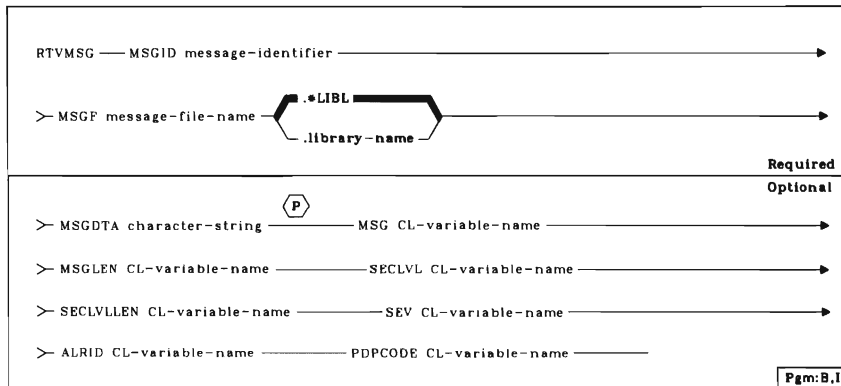 RTVMSG MSGID message-identifier
.*LIBL
MSGF message-file-name
.library-name
Required
Optional
P
MSGDTA character-string MSG CL-variable-name
MSGLEN CL-variable-name SECLVL CL-variable-name
SECLVLLEN CL-variable-name SEV CL-variable-name
ALRID CL-variable-name PDPCODE CL-variable-name
Pgm:B,I